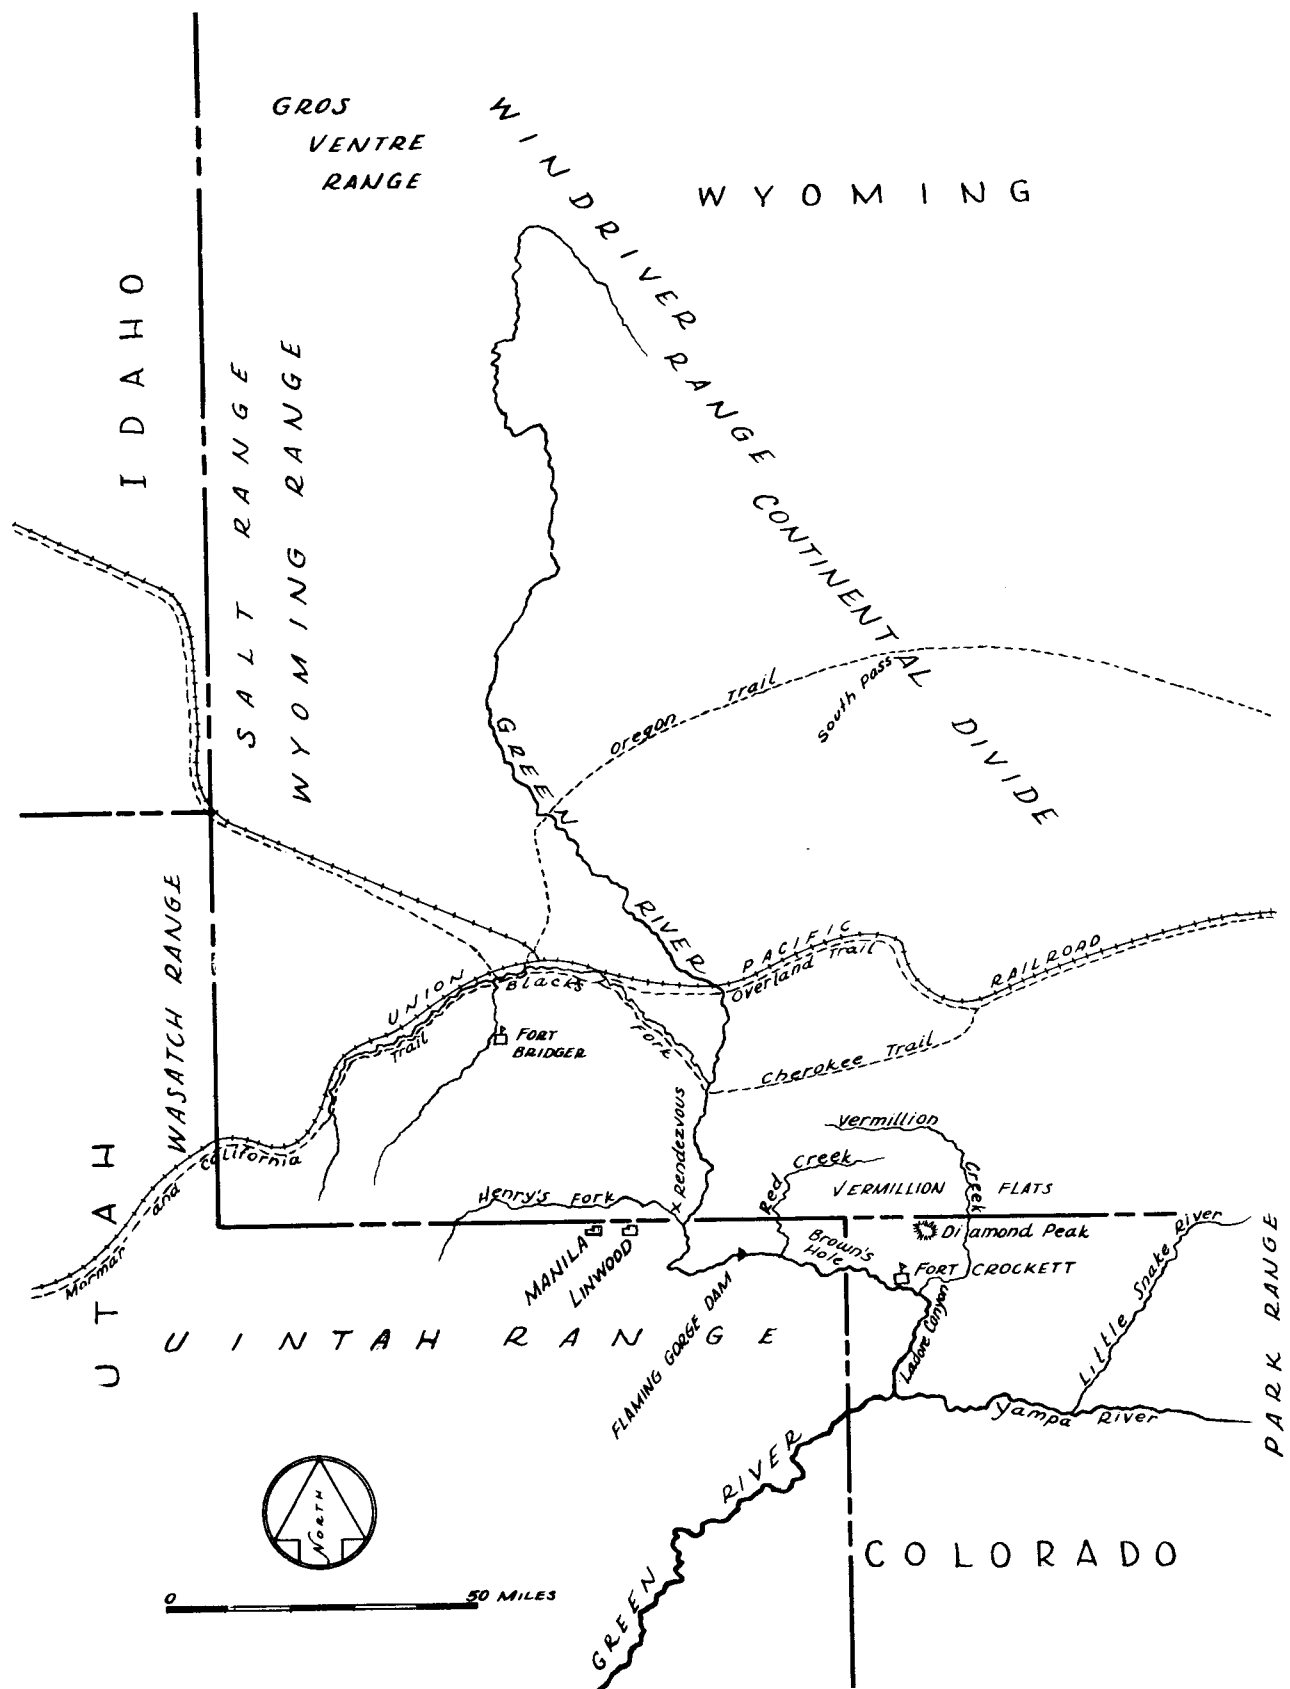 GROS
VENTRE
RANGE
WINDRIVER RANGE CONTINENTAL DIVIDE
WYOMING
IDAHO
SALT RANGE
WYOMING RANGE
Oregon Trail
South Pass
GREEN RIVER
WASATCH RANGE
UNION PACIFIC RAILROAD
Overland Trail
Blacks Fork
FORT
BRIDGER
Cherokee Trail
Mormar and California Trail
X Rendezvous
Vermillion Creek
Red Creek
VERMILLION FLATS
Henry's Fork
MANILA
LINWOOD
Brown's
Hole
Diamond Peak
FORT CROCKETT
Little Snake River
PARK RANGE
UTAH
UINTAH RANGE
FLAMING GORGE DAM
Ladore Canyon
Yampa River
GREEN RIVER
COLORADO
NORTH
0 50 MILES